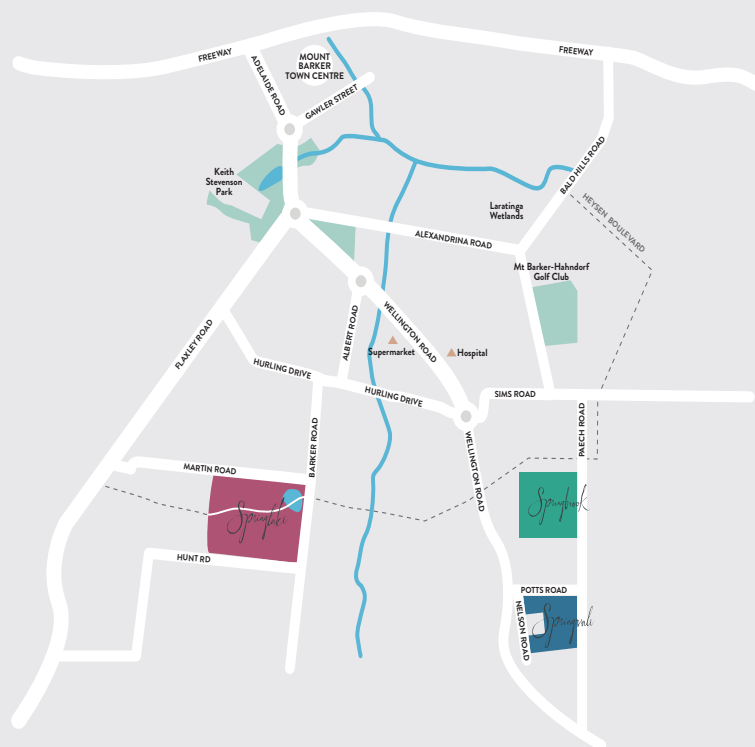 FREEWAY
FREEWAY
MOUNT
BARKER
TOWN CENTRE
ADELAIDE ROAD
GAWLER STREET
BALD HILLS ROAD
Keith
Stevenson
Park
HEYSEN BOULEVARD
Laratinga
Wetlands
ALEXANDRINA ROAD
Mt Barker-Hahndorf
Golf Club
FLAXLEY ROAD
ALBERT ROAD
WELLINGTON ROAD
Supermarket
Hospital
HURLING DRIVE
HURLING DRIVE
SIMS ROAD
BARKER ROAD
PAECH ROAD
WELLINGTON ROAD
MARTIN ROAD
Springlake
Springbrook
HUNT RD
POTTS ROAD
NELSON ROAD